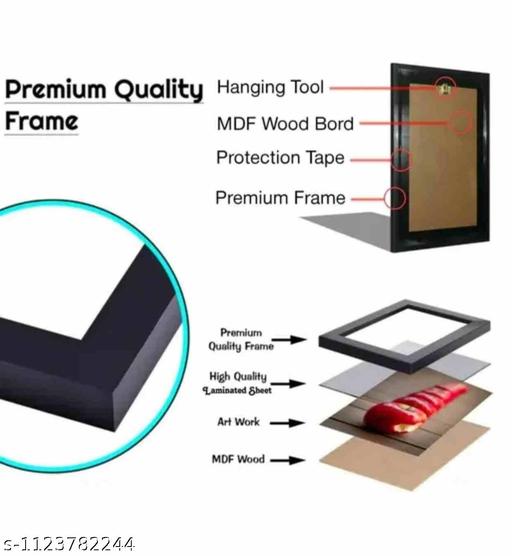 Premium Quality
Frame
Hanging Tool
MDF Wood Bord
Protection Tape
Premium Frame
Premium
Quality Frame
High Quality
Laminated Sheet
Art Work
MDF Wood
s-1123782244